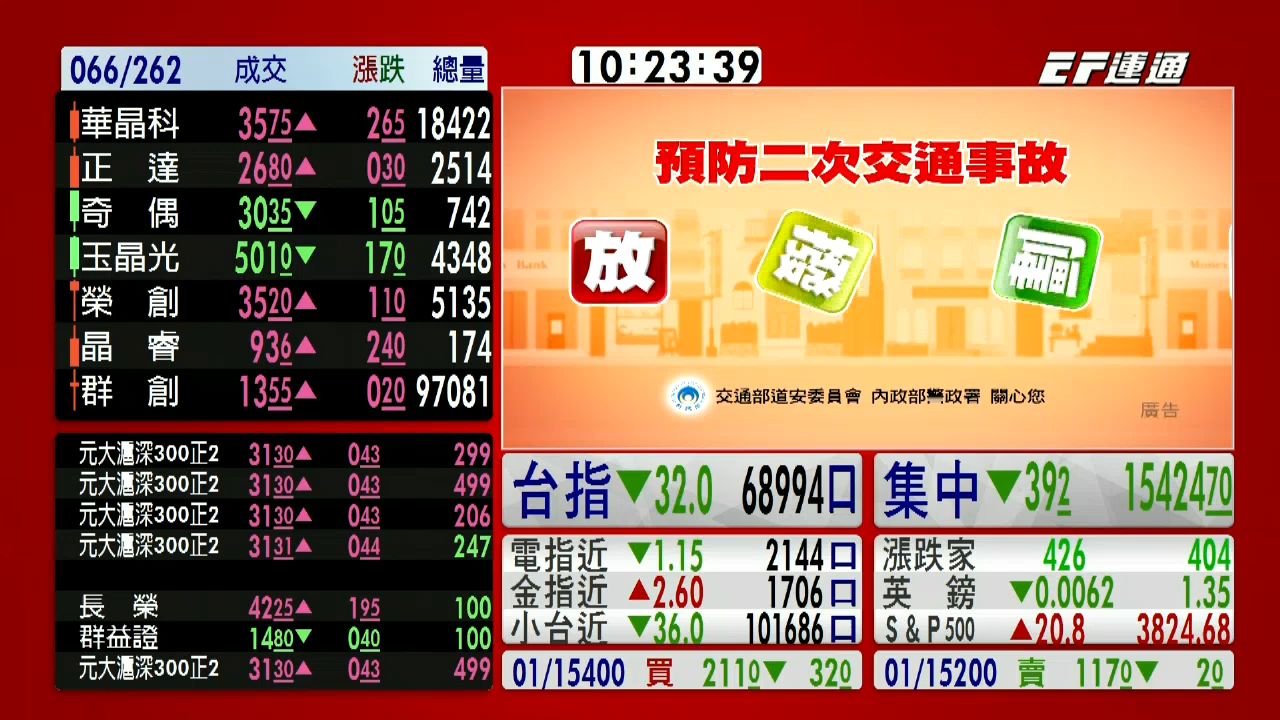 066/262 成交 漲跌 總量
10:23:39
EF運通
華晶科 3575▲ 265 18422
正達 2680▲ 030 2514
奇偶 3035▼ 105 742
玉晶光 5010▼ 170 4348
榮創 3520▲ 110 5135
晶睿 936▲ 240 174
群創 1355▲ 020 97081
預防二次交通事故
放 撥 劃
交通部道安委員會 內政部警政署 關心您
廣告
元大滬深300正2 3130▲ 043 299
元大滬深300正2 3130▲ 043 499
元大滬深300正2 3130▲ 043 206
元大滬深300正2 3131▲ 044 247
長榮 4225▲ 195 100
群益證 1480▼ 040 100
元大滬深300正2 3130▲ 043 499
台指▼32.0 68994口
集中▼392 1542470
電指近 ▼1.15 2144口
金指近 ▲2.60 1706口
小台近 ▼36.0 101686口
漲跌家 426 404
英鎊 ▼0.0062 1.35
S&P500 ▲20.8 3824.68
01/15400 買 2110▼ 320
01/15200 賣 1170▼ 20